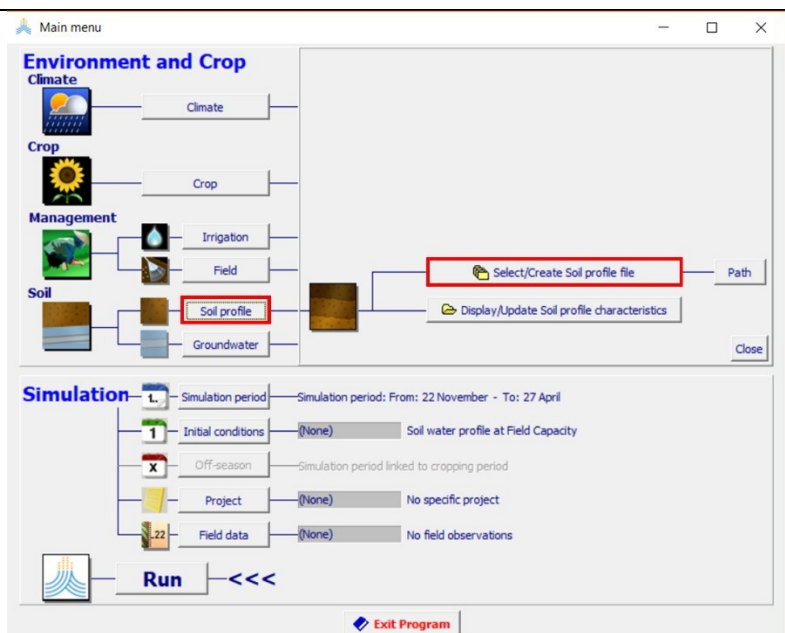 Main menu
Environment and Crop
Climate
Climate
Crop
Crop
Management
Irrigation
Field
Soil
Soil profile
Groundwater
Select/Create Soil profile file
Path
Display/Update Soil profile characteristics
Close
Simulation
1..
Simulation period
Simulation period: From: 22 November - To: 27 April
1
Initial conditions
(None)
Soil water profile at Field Capacity
X
Off-season
Simulation period linked to cropping period
Project
(None)
No specific project
.22
Field data
(None)
No field observations
Run
<<<
Exit Program